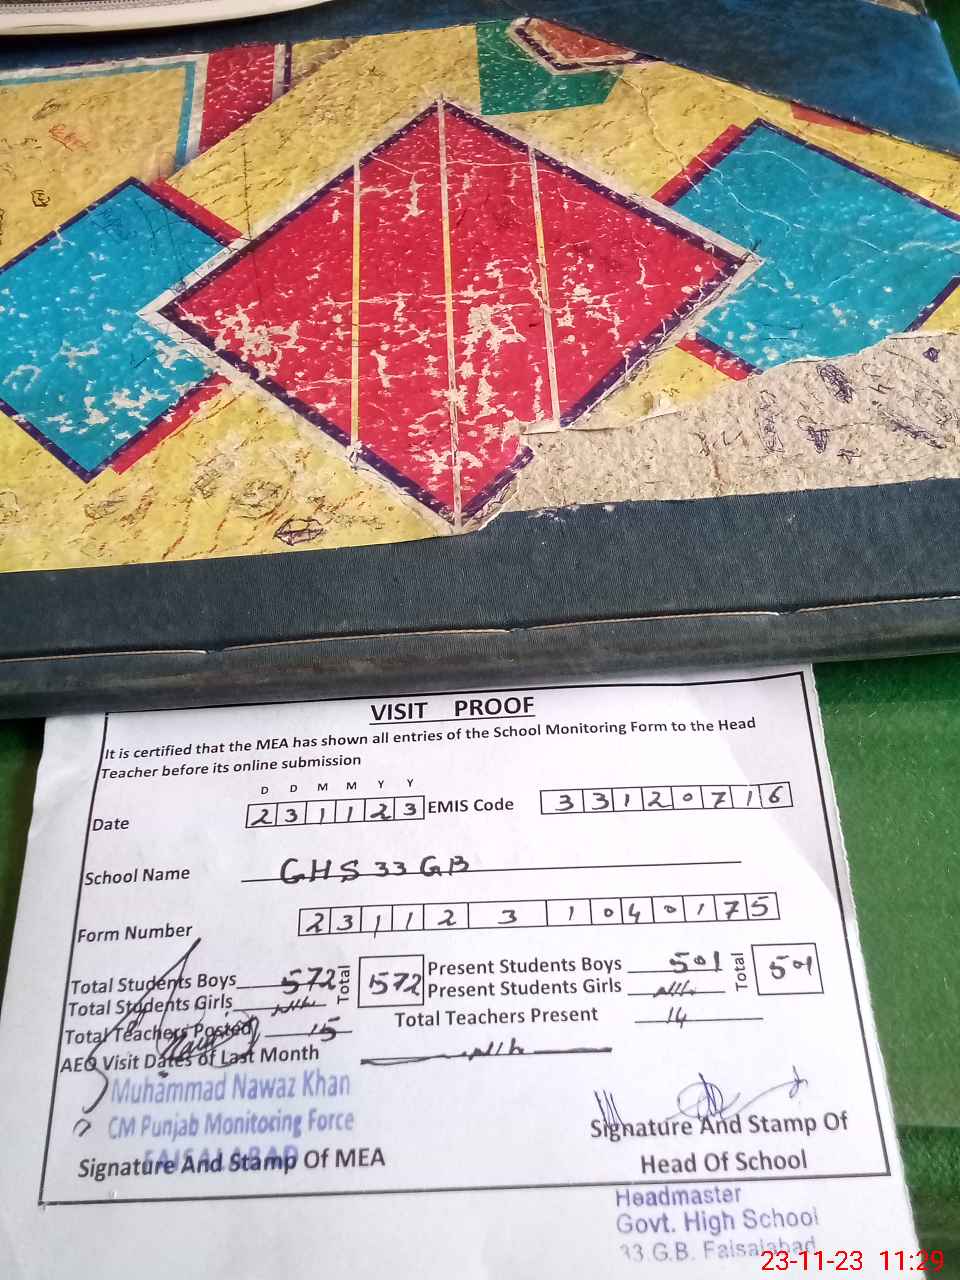 VISIT PROOF
It is certified that the MEA has shown all entries of the School Monitoring Form to the Head
Teacher before its online submission
D D M M Y Y
Date 2 3 1 1 2 3 EMIS Code 3 3 1 2 0 7 1 6
School Name GHS 33 GB
Form Number 2 3 1 1 2 3 1 0 4 0 1 7 5
Total Students Boys 572 Total 572 Present Students Boys 501 Total 501
Total Students Girls Nil Present Students Girls Nil
Total Teachers Posted 15 Total Teachers Present 14
AEO Visit Dates of Last Month Nil
Muhammad Nawaz Khan
CM Punjab Monitoring Force
FAISALABAD
Signature And Stamp Of MEA
Signature And Stamp Of
Head Of School
Headmaster
Govt. High School
33 G.B. Faisalabad
23-11-23 11:29